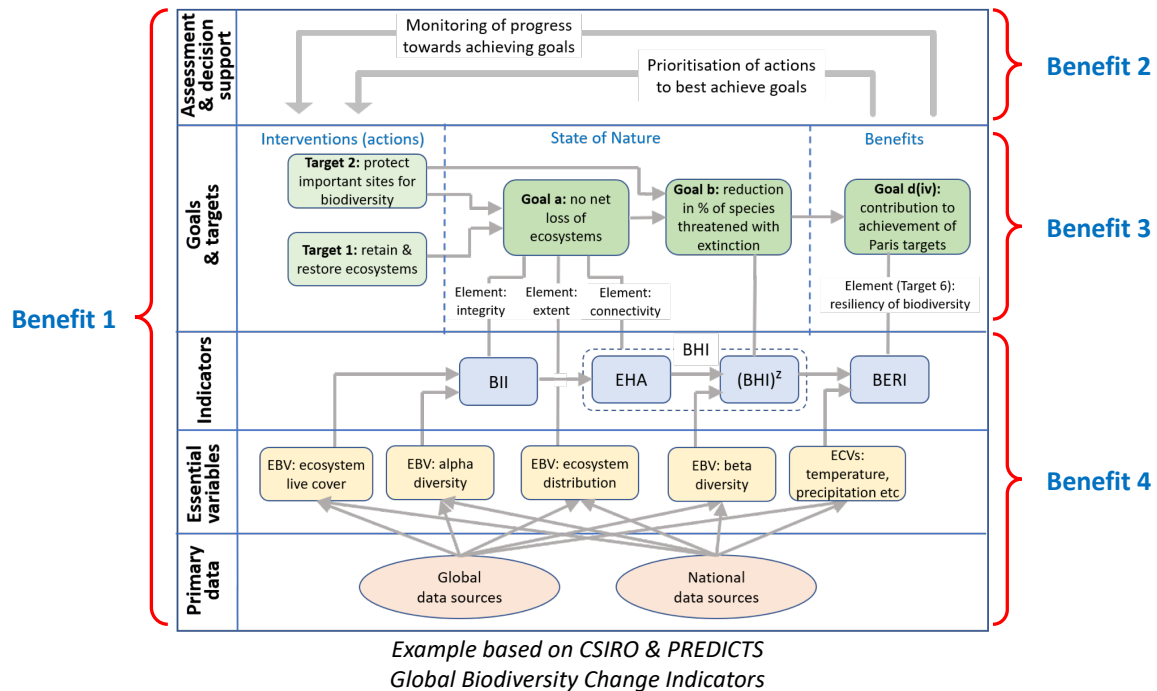 Benefit 1
Assessment
& decision
support
Monitoring of progress
towards achieving goals
Prioritisation of actions
to best achieve goals
Benefit 2
Goals
& targets
Interventions (actions)
State of Nature
Benefits
Target 2: protect
important sites for
biodiversity
Target 1: retain &
restore ecosystems
Goal a: no net
loss of
ecosystems
Goal b: reduction
in % of species
threatened with
extinction
Goal d(iv):
contribution to
achievement of
Paris targets
Element:
integrity
Element:
extent
Element:
connectivity
Element (Target 6):
resiliency of biodiversity
Benefit 3
Indicators
BII
BHI
EHA
(BHI)ᶻ
BERI
Essential
variables
EBV: ecosystem
live cover
EBV: alpha
diversity
EBV: ecosystem
distribution
EBV: beta
diversity
ECVs:
temperature,
precipitation etc
Benefit 4
Primary
data
Global
data sources
National
data sources
Example based on CSIRO & PREDICTS
Global Biodiversity Change Indicators